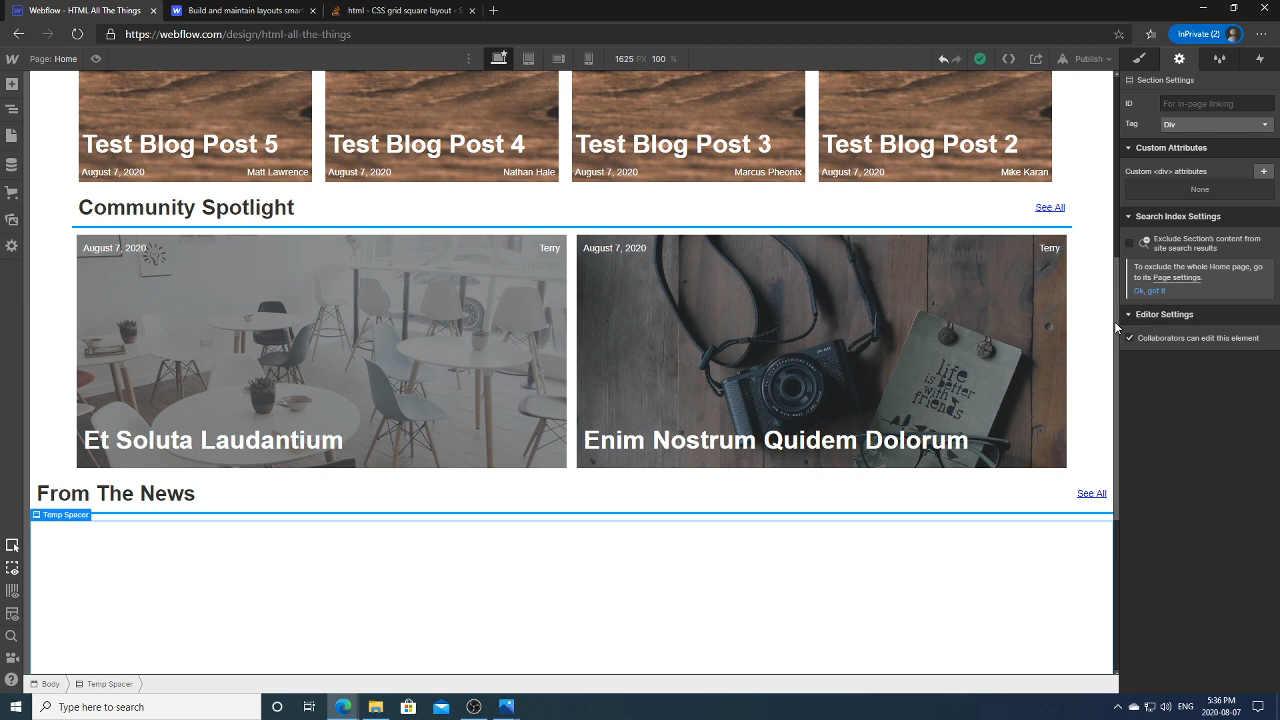 Webflow - HTML All The Things
Build and maintain layouts smart
html - CSS grid square layout - S
https://webflow.com/design/html-all-the-things
InPrivate (2)
Page: Home
1625 PX 100 %
Publish
Section Settings
ID For in-page linking
Tag Div
Custom Attributes
Custom <div> attributes
None
Search Index Settings
Exclude Section's content from
site search results
To exclude the whole Home page, go
to its Page settings.
Ok, got it
Editor Settings
Collaborators can edit this element
Test Blog Post 5
August 7, 2020 Matt Lawrence
Test Blog Post 4
August 7, 2020 Nathan Hale
Test Blog Post 3
August 7, 2020 Marcus Pheonix
Test Blog Post 2
August 7, 2020 Mike Karan
Community Spotlight See All
August 7, 2020 Terry
Et Soluta Laudantium
August 7, 2020 Terry
life
is better
with
friends
Enim Nostrum Quidem Dolorum
From The News See All
Temp Spacer
Body Temp Spacer
Type here to search
ENG
5:36 PM
2020-08-07